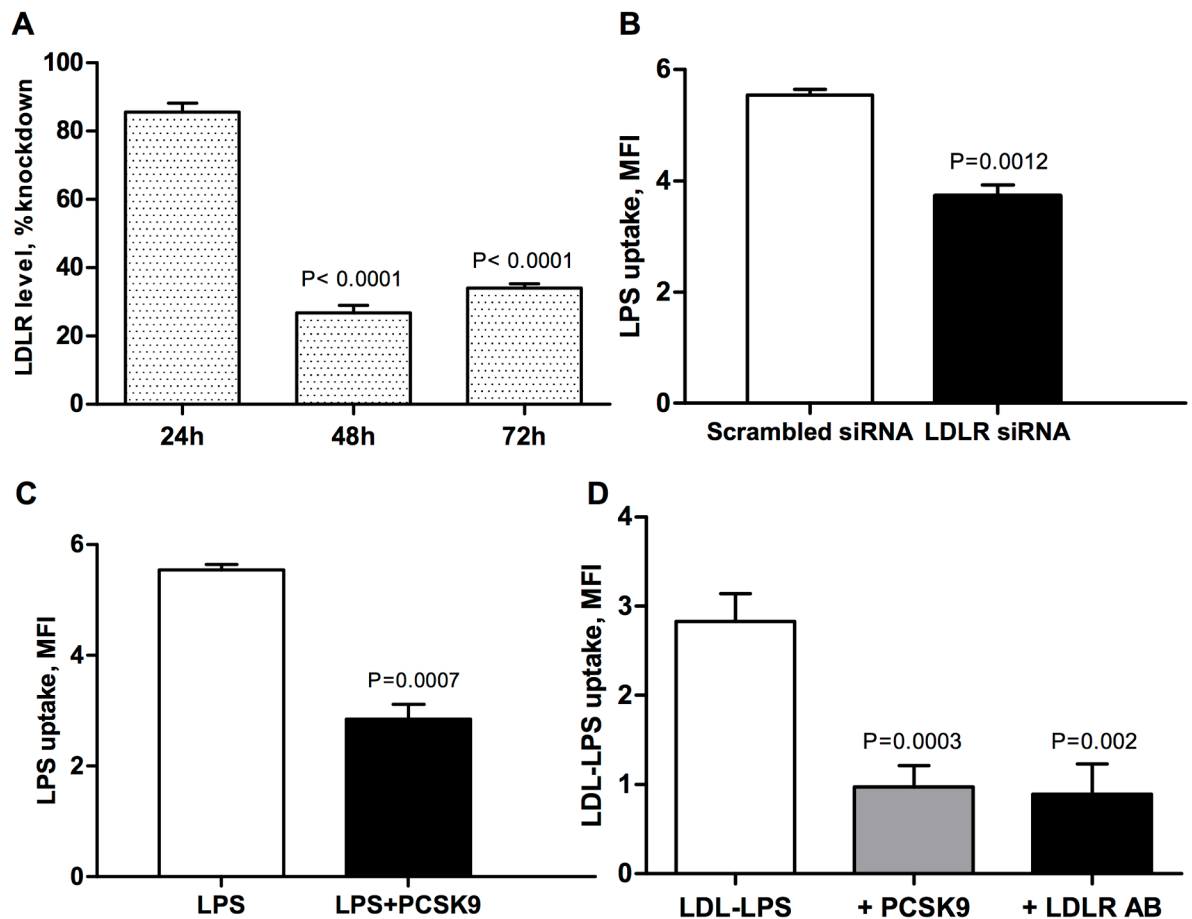 A
LDLR level, %knockdown
100
80
60
40
20
0
P< 0.0001
P< 0.0001
24h
48h
72h
B
LPS uptake, MFI
6
4
2
0
P=0.0012
Scrambled siRNA
LDLR siRNA
C
LPS uptake, MFI
6
4
2
0
P=0.0007
LPS
LPS+PCSK9
D
LDL-LPS uptake, MFI
4
3
2
1
0
P=0.0003
P=0.002
LDL-LPS
+ PCSK9
+ LDLR AB